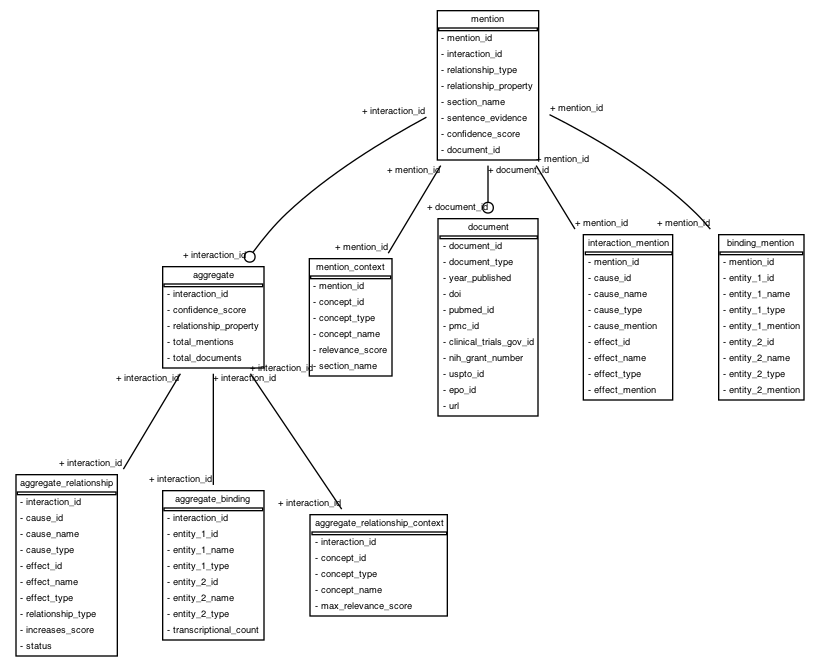 mention
- mention_id
- interaction_id
- relationship_type
- relationship_property
- section_name
- sentence_evidence
- confidence_score
- document_id
+ interaction_id
+ mention_id
+ mention_id
+ document_id
+ mention_id
+ interaction_id
+ mention_id
+ document_id
+ mention_id
+ mention_id
aggregate
- interaction_id
- confidence_score
- relationship_property
- total_mentions
- total_documents
mention_context
- mention_id
- concept_id
- concept_type
- concept_name
- relevance_score
- section_name
document
- document_id
- document_type
- year_published
- doi
- pubmed_id
- pmc_id
- clinical_trials_gov_id
- nih_grant_number
- uspto_id
- epo_id
- url
interaction_mention
- mention_id
- cause_id
- cause_name
- cause_type
- cause_mention
- effect_id
- effect_name
- effect_type
- effect_mention
binding_mention
- mention_id
- entity_1_id
- entity_1_name
- entity_1_type
- entity_1_mention
- entity_2_id
- entity_2_name
- entity_2_type
- entity_2_mention
+ interaction_id
+ interaction_id
+ interaction_id
+ interaction_id
+ interaction_id
+ interaction_id
aggregate_relationship
- interaction_id
- cause_id
- cause_name
- cause_type
- effect_id
- effect_name
- effect_type
- relationship_type
- increases_score
- status
aggregate_binding
- interaction_id
- entity_1_id
- entity_1_name
- entity_1_type
- entity_2_id
- entity_2_name
- entity_2_type
- transcriptional_count
aggregate_relationship_context
- interaction_id
- concept_id
- concept_type
- concept_name
- max_relevance_score